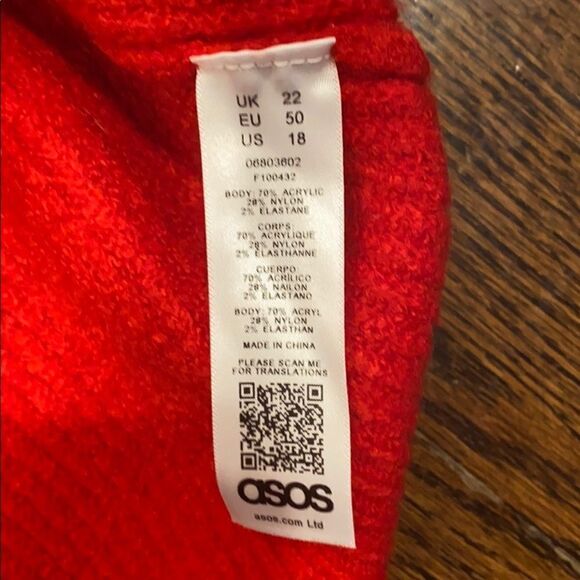 UK 22
EU 50
US 18
06803602
F100432
BODY: 70% ACRYLIC
28% NYLON
2% ELASTANE
CORPS:
70% ACRYLIQUE
28% NYLON
2% ELASTHANNE
CUERPO:
70% ACRÍLICO
28% NAILON
2% ELASTANO
BODY: 70% ACRYL
28% NYLON
2% ELASTHAN
MADE IN CHINA
PLEASE SCAN ME
FOR TRANSLATIONS
asos
asos.com Ltd